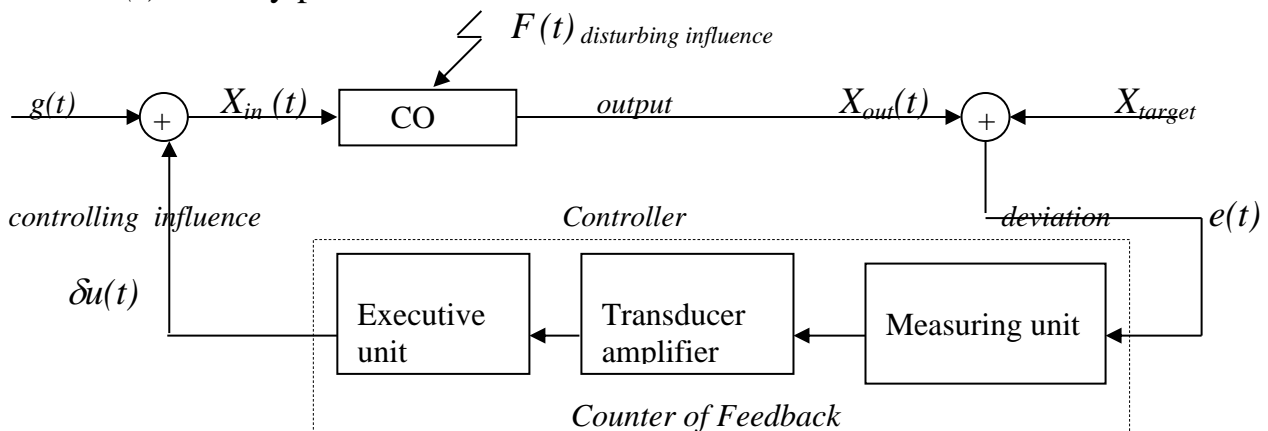 F(t) disturbing influence
g(t) + X_in (t) CO output X_out(t) + X_target
controlling influence Controller deviation e(t)
δu(t)
Executive unit
Transducer amplifier
Measuring unit
Counter of Feedback